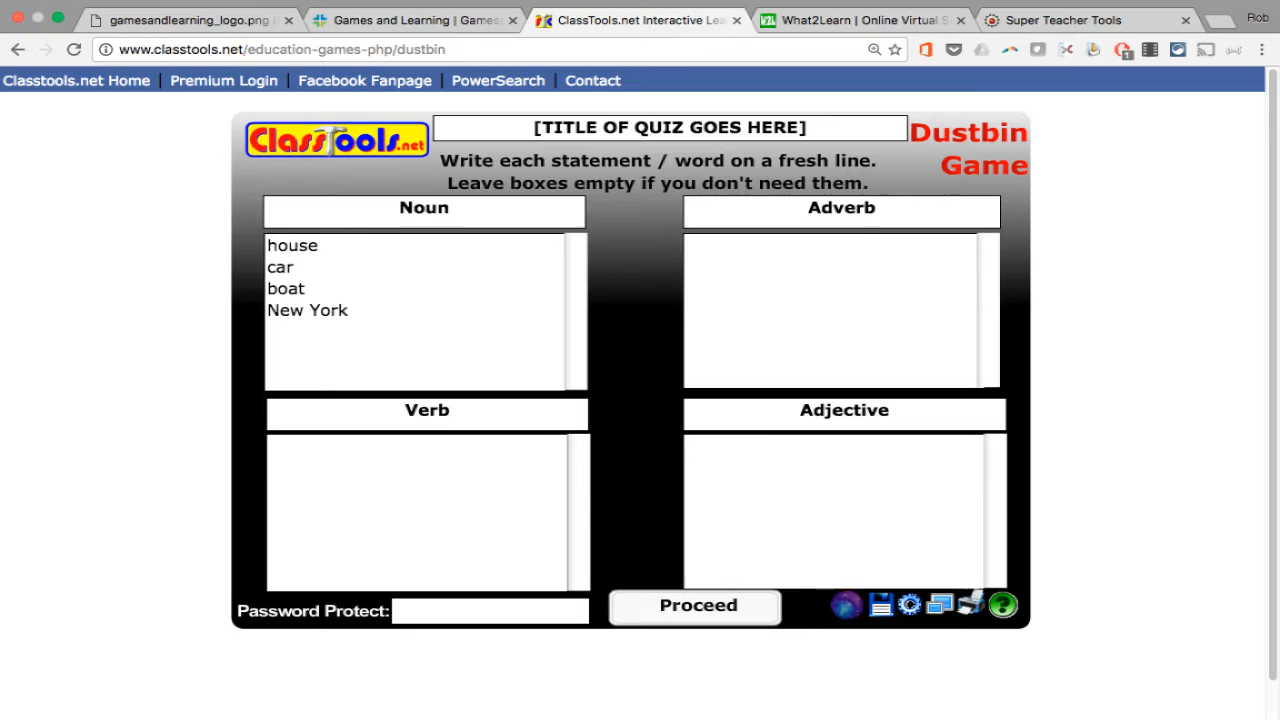 gamesandlearning_logo.png
Games and Learning | Games
ClassTools.net Interactive Lea
What2Learn | Online Virtual S
Super Teacher Tools
Rob
www.classtools.net/education-games-php/dustbin
1
Classtools.net Home | Premium Login | Facebook Fanpage | PowerSearch | Contact
ClassTools.net
[TITLE OF QUIZ GOES HERE]
Dustbin
Game
Write each statement / word on a fresh line.
Leave boxes empty if you don't need them.
Noun
house
car
boat
New York
Adverb
Verb
Adjective
Password Protect:
Proceed
?